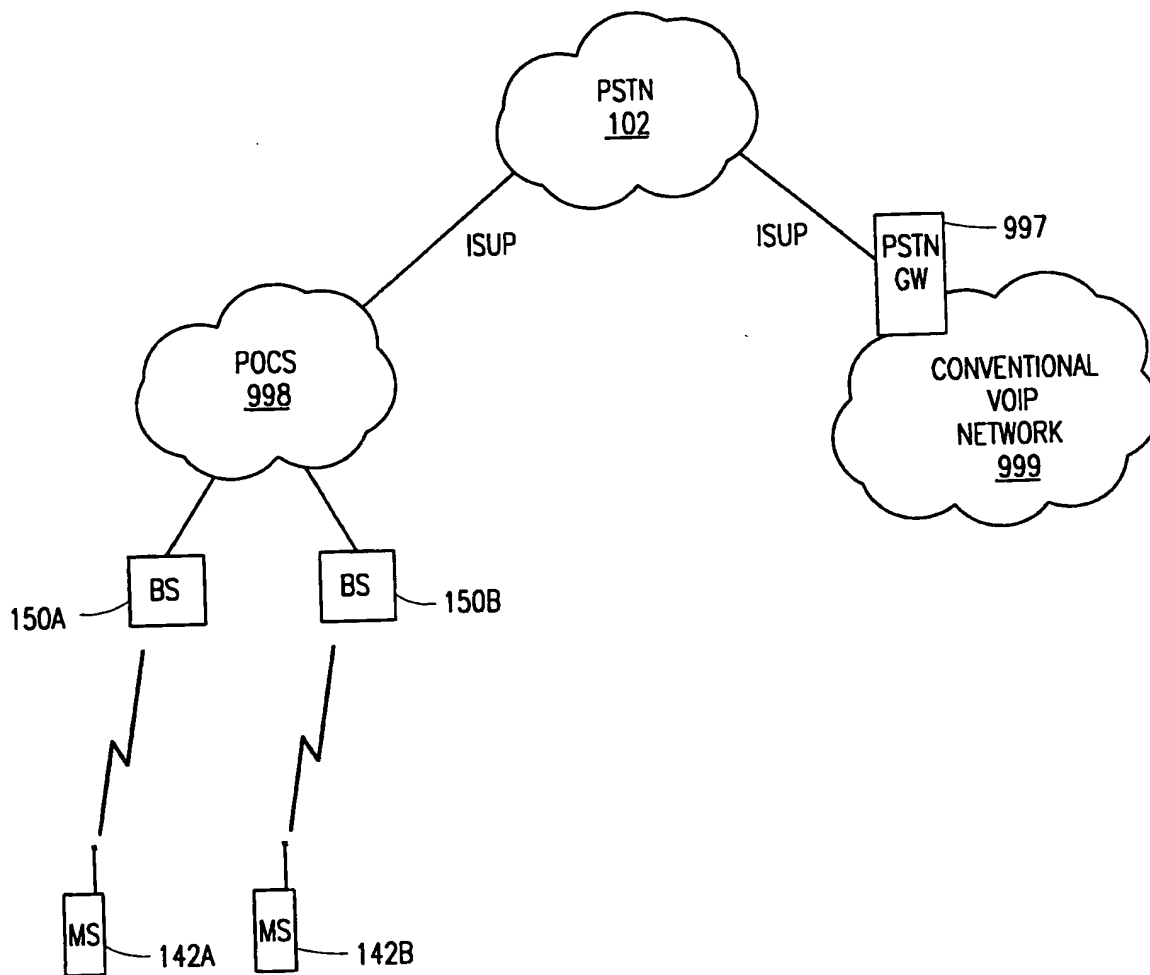 PSTN
102
ISUP
ISUP
PSTN
GW
997
POCS
998
CONVENTIONAL
VOIP
NETWORK
999
BS
150A
BS
150B
MS
142A
MS
142B